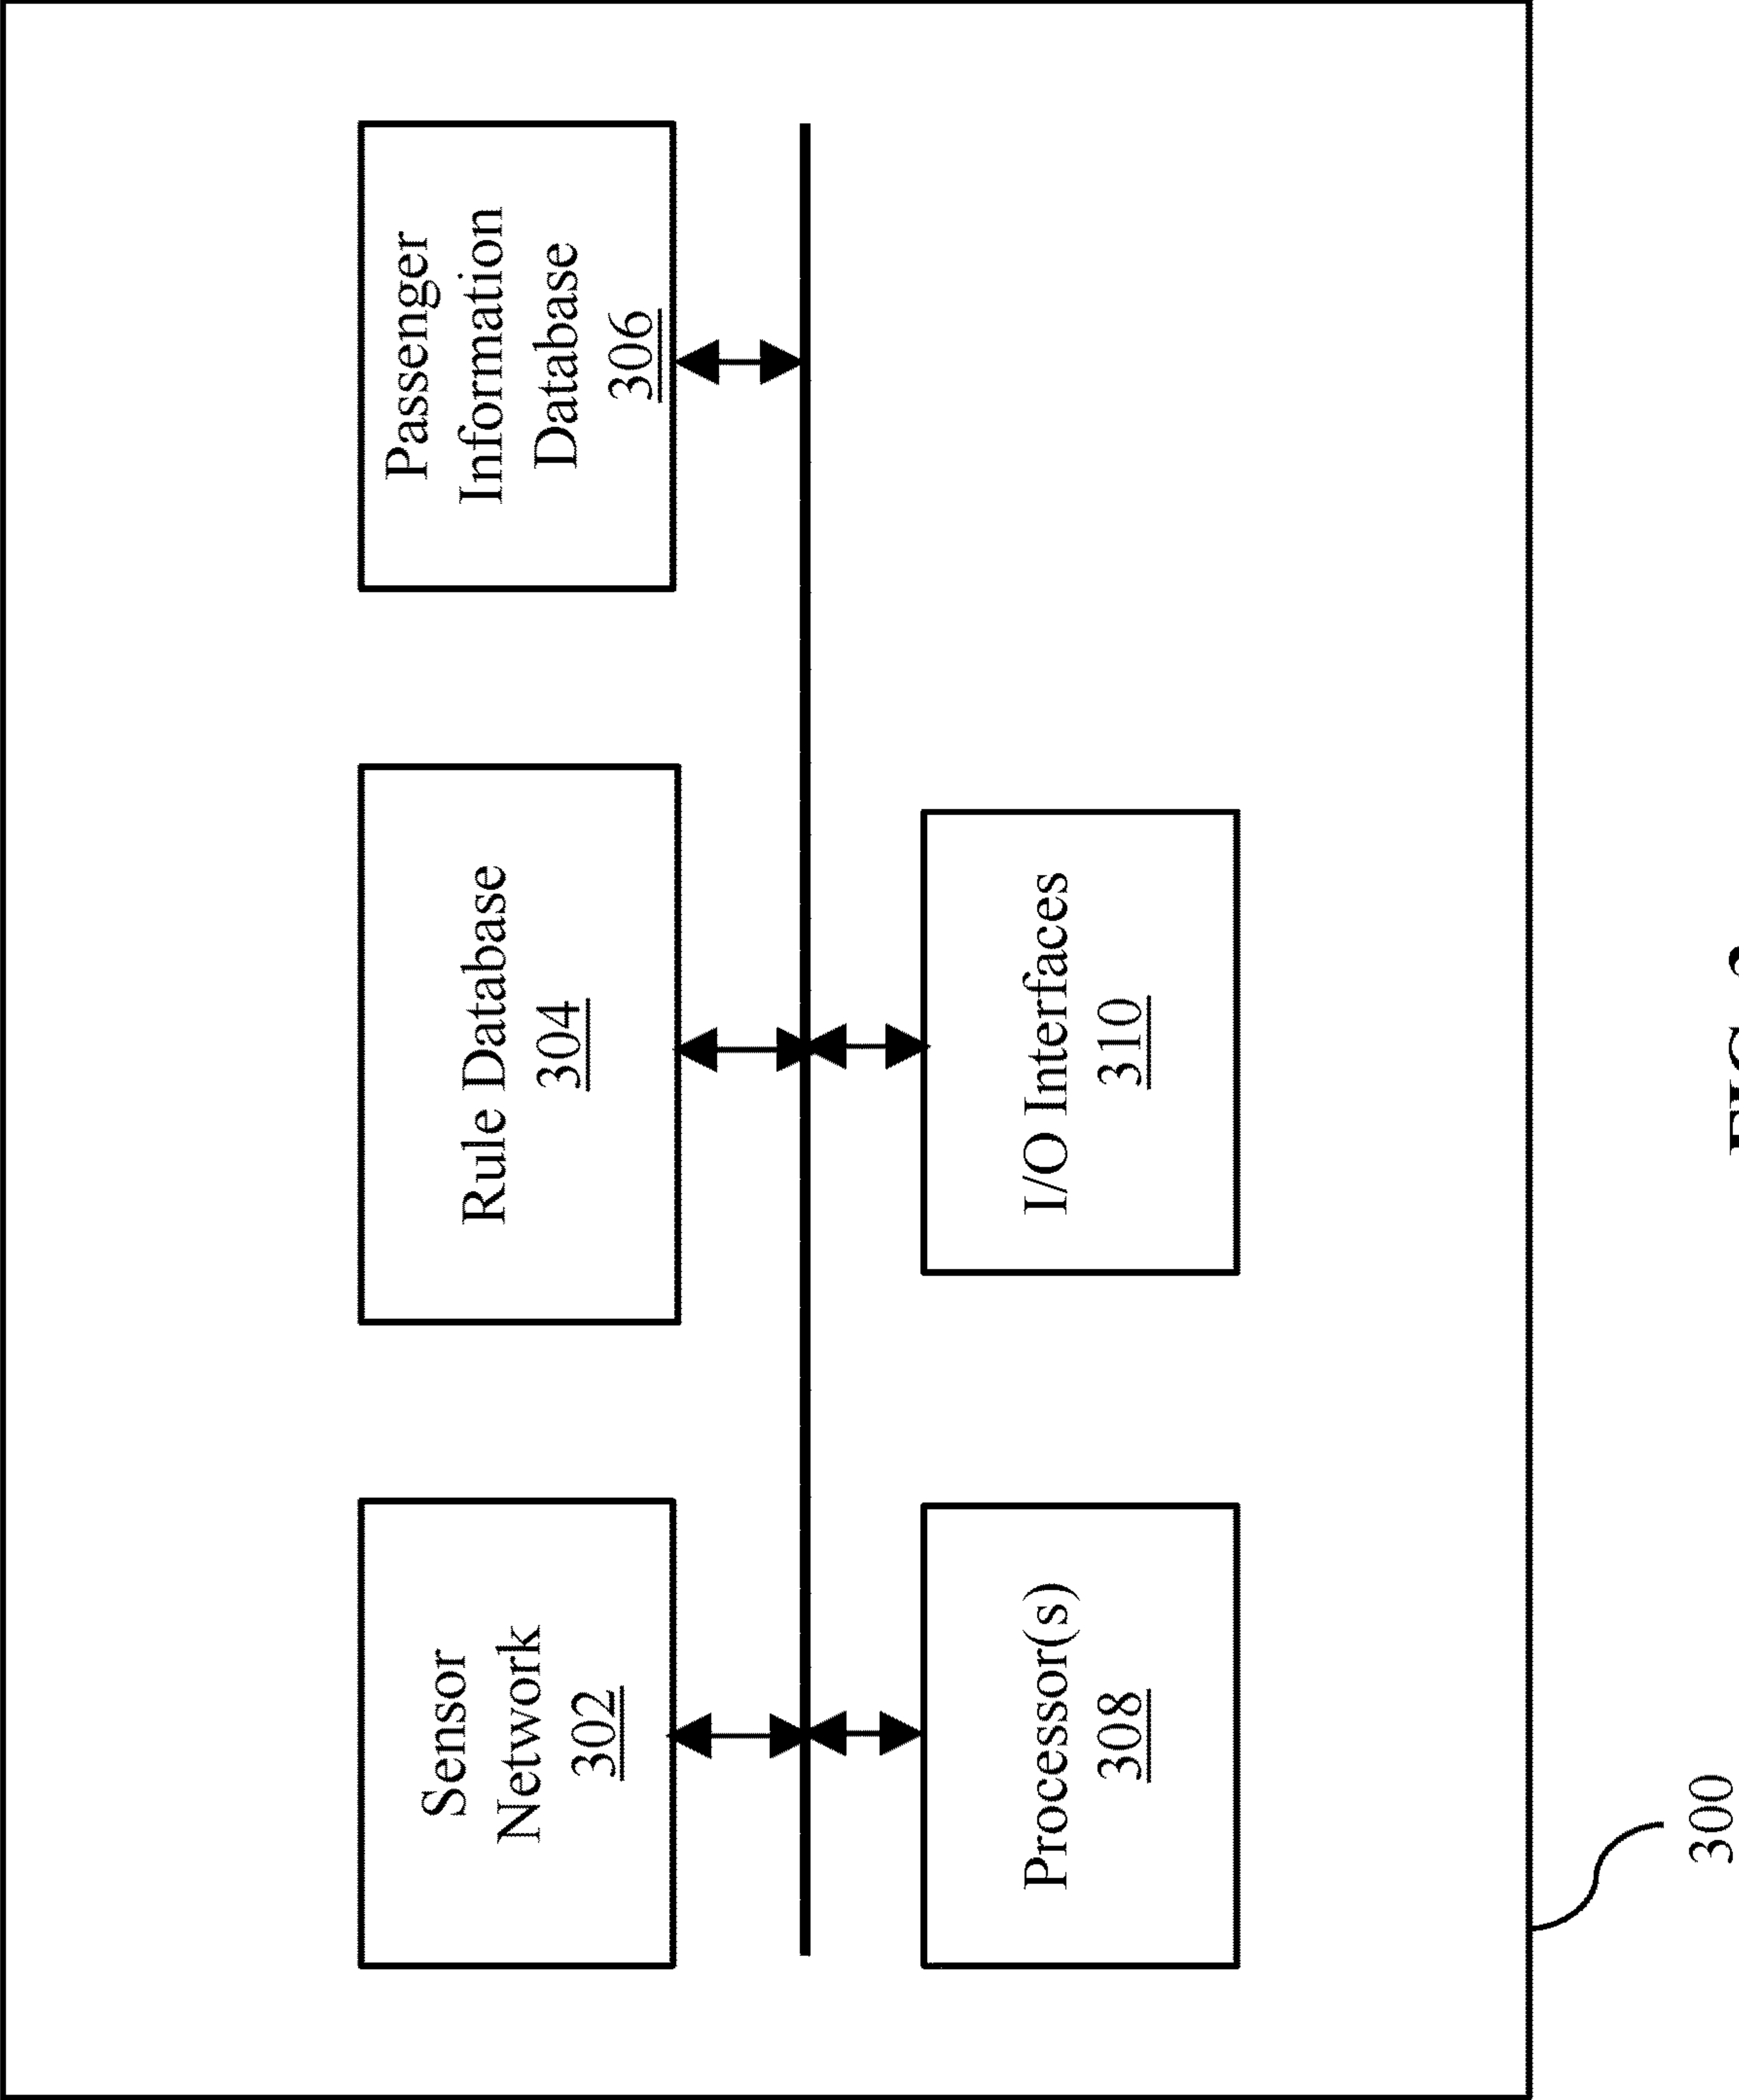 Sensor
Network
302
Rule Database
304
Passenger
Information
Database
306
Processor(s)
308
I/O Interfaces
310
300